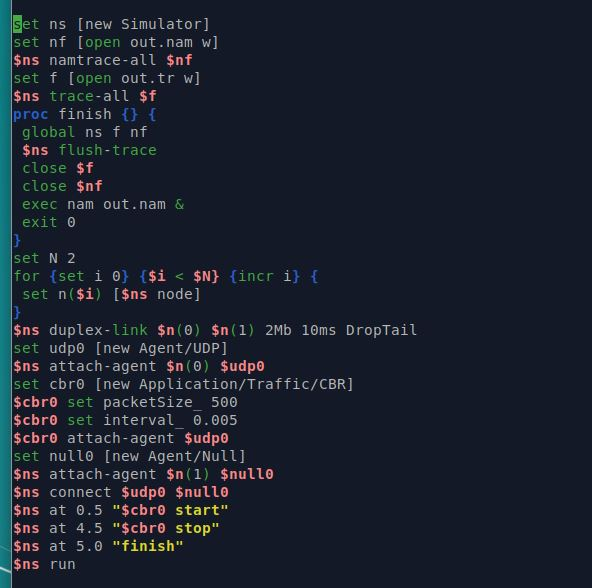 set ns [new Simulator]
set nf [open out.nam w]
$ns namtrace-all $nf
set f [open out.tr w]
$ns trace-all $f
proc finish {} {
 global ns f nf
 $ns flush-trace
 close $f
 close $nf
 exec nam out.nam &
 exit 0
}
set N 2
for {set i 0} {$i < $N} {incr i} {
 set n($i) [$ns node]
}
$ns duplex-link $n(0) $n(1) 2Mb 10ms DropTail
set udp0 [new Agent/UDP]
$ns attach-agent $n(0) $udp0
set cbr0 [new Application/Traffic/CBR]
$cbr0 set packetSize_ 500
$cbr0 set interval_ 0.005
$cbr0 attach-agent $udp0
set null0 [new Agent/Null]
$ns attach-agent $n(1) $null0
$ns connect $udp0 $null0
$ns at 0.5 "$cbr0 start"
$ns at 4.5 "$cbr0 stop"
$ns at 5.0 "finish"
$ns run